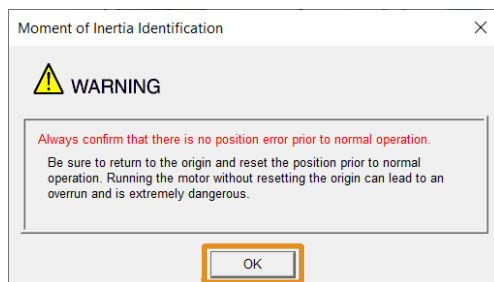 Moment of Inertia Identification
WARNING
Always confirm that there is no position error prior to normal operation.
Be sure to return to the origin and reset the position prior to normal
operation. Running the motor without resetting the origin can lead to an
overrun and is extremely dangerous.
OK